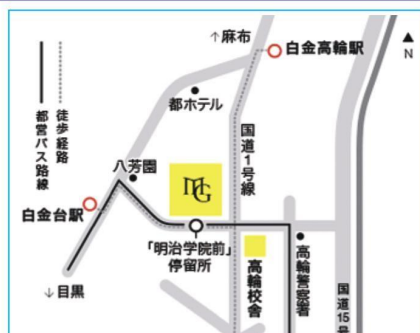 ↑麻布
白金高輪駅
N
徒歩経路
都営バス路線
都ホテル
国道1号線
八芳園
MG
白金台駅
「明治学院前」
停留所
高輪校舎
高輪警察署
国道15号
↓目黒